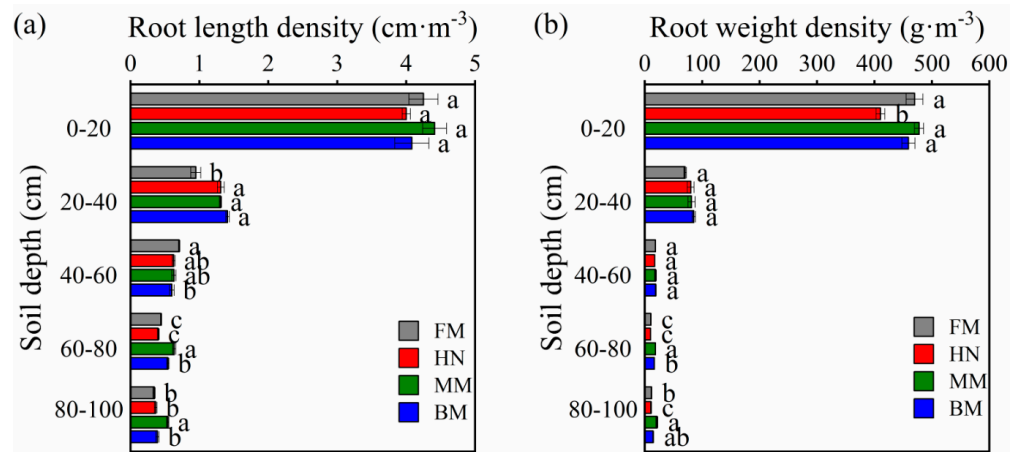 (a) Root length density (cm·m⁻³)
0 1 2 3 4 5
Soil depth (cm)
0-20
a
a
a
a
20-40
b
a
a
a
40-60
a
ab
ab
b
60-80
c
c
a
b
80-100
b
b
a
b
FM
HN
MM
BM
(b) Root weight density (g·m⁻³)
0 100 200 300 400 500 600
Soil depth (cm)
0-20
a
b
a
a
20-40
a
a
a
a
40-60
a
a
a
a
60-80
c
c
a
b
80-100
b
c
a
ab
FM
HN
MM
BM